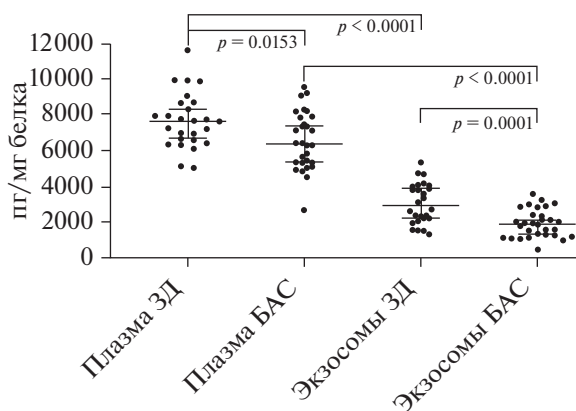 p < 0.0001
p = 0.0153
p < 0.0001
p = 0.0001
пг/мг белка
12000
10000
8000
6000
4000
2000
0
Плазма ЗД
Плазма БАС
Экзосомы ЗД
Экзосомы БАС